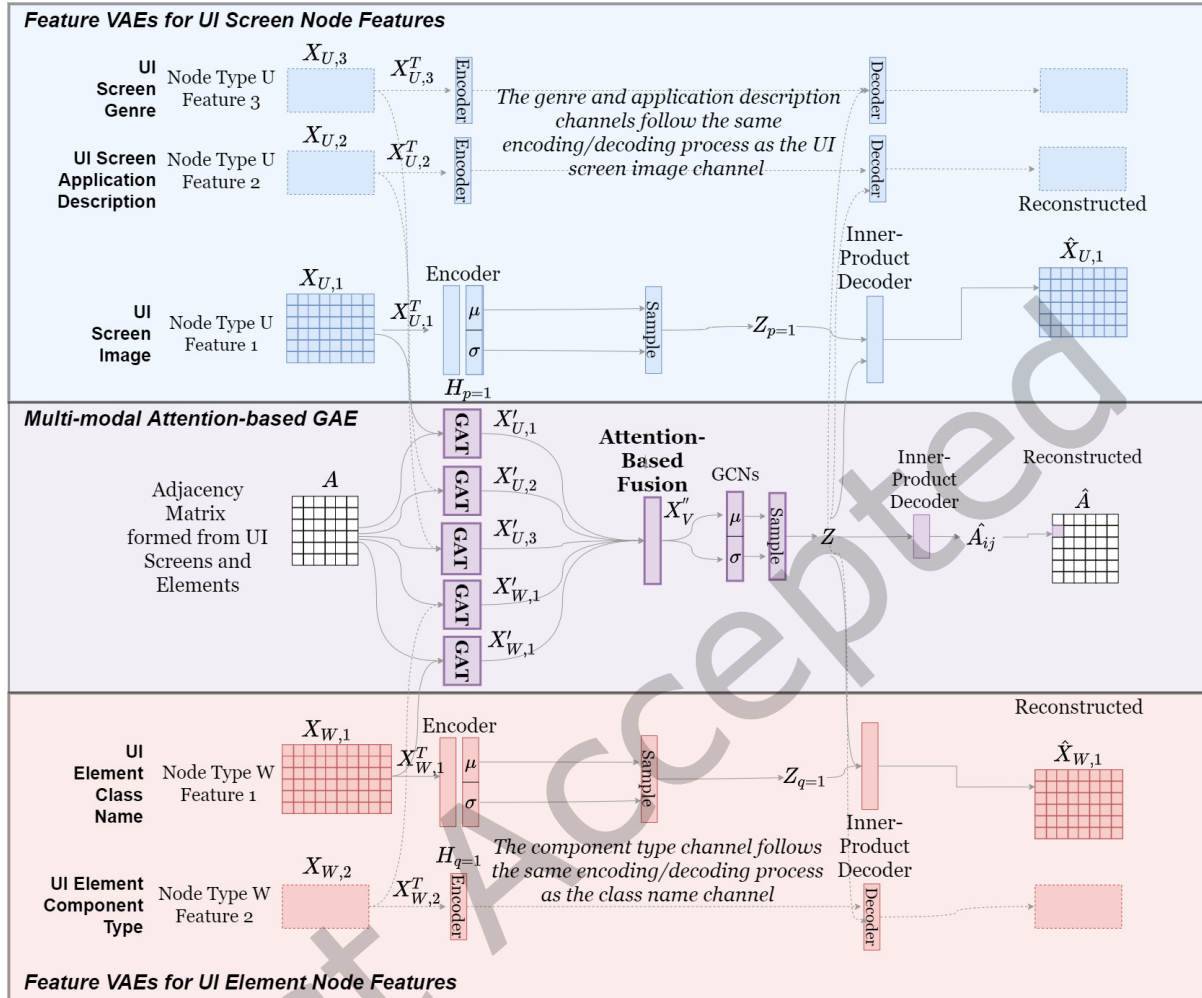 Feature VAEs for UI Screen Node Features
UI
Screen
Genre
Node Type U
Feature 3
X_{U,3}
X^T_{U,3}
Encoder
The genre and application description
channels follow the same
encoding/decoding process as the UI
screen image channel
Decoder
UI Screen
Application
Description
Node Type U
Feature 2
X_{U,2}
X^T_{U,2}
Encoder
Decoder
Reconstructed
UI
Screen
Image
Node Type U
Feature 1
X_{U,1}
X^T_{U,1}
Encoder
μ
σ
H_{p=1}
Sample
Z_{p=1}
Inner-
Product
Decoder
X̂_{U,1}
Multi-modal Attention-based GAE
Adjacency
Matrix
formed from UI
Screens and
Elements
A
GAT
X′_{U,1}
GAT
X′_{U,2}
GAT
X′_{U,3}
GAT
X′_{W,1}
GAT
X′_{W,1}
Attention-
Based
Fusion
X″_V
GCNs
μ
σ
Sample
Z
Inner-
Product
Decoder
Â_{ij}
Reconstructed
Â
UI
Element
Class
Name
Node Type W
Feature 1
X_{W,1}
X^T_{W,1}
Encoder
μ
σ
H_{q=1}
Sample
Z_{q=1}
Inner-
Product
Decoder
Reconstructed
X̂_{W,1}
UI Element
Component
Type
Node Type W
Feature 2
X_{W,2}
X^T_{W,2}
Encoder
The component type channel follows
the same encoding/decoding process
as the class name channel
Decoder
Feature VAEs for UI Element Node Features
Accepted